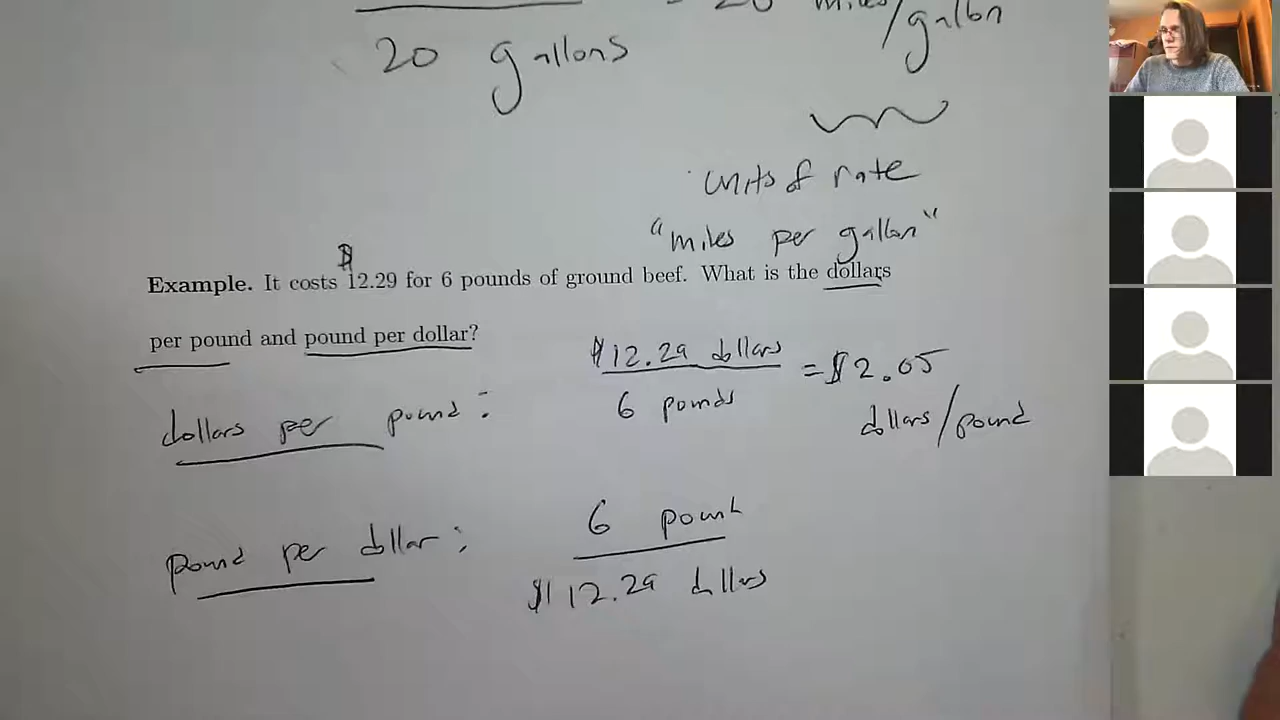 20 miles/gallon
20 gallons
units of rate
"miles per gallon"
$
Example. It costs 12.29 for 6 pounds of ground beef. What is the dollars
per pound and pound per dollar?
dollars per pound : $12.29 dollars / 6 pounds = $2.05 dollars/pound
pound per dollar : 6 pound / $12.29 dollars